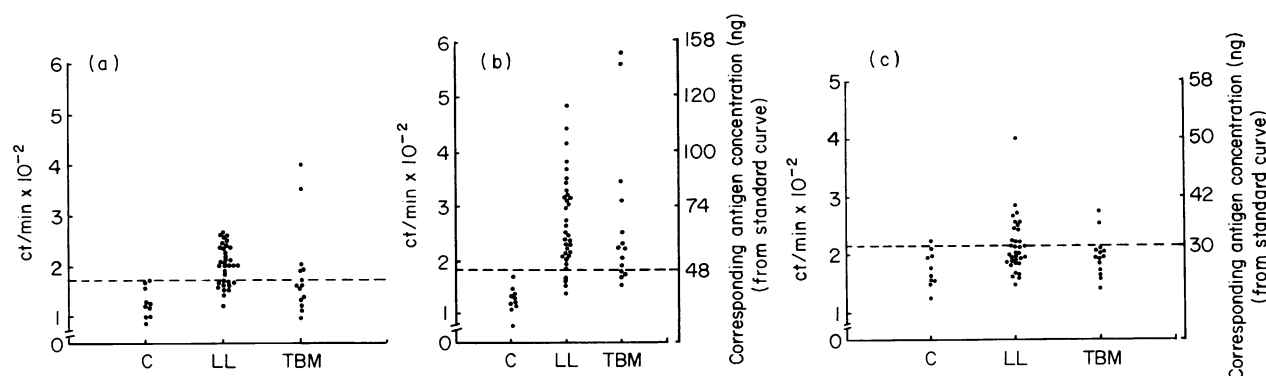 (a)
6
5
4
3
2
1
0
ct/min x 10⁻²
C LL TBM
(b)
6
5
4
3
2
1
0
ct/min x 10⁻²
C LL TBM
158
120
100
74
48
Corresponding antigen concentration (ng)
(from standard curve)
(c)
5
4
3
2
1
0
ct/min x 10⁻²
C LL TBM
58
50
42
30
Corresponding antigen concentration (ng)
(from standard curve)